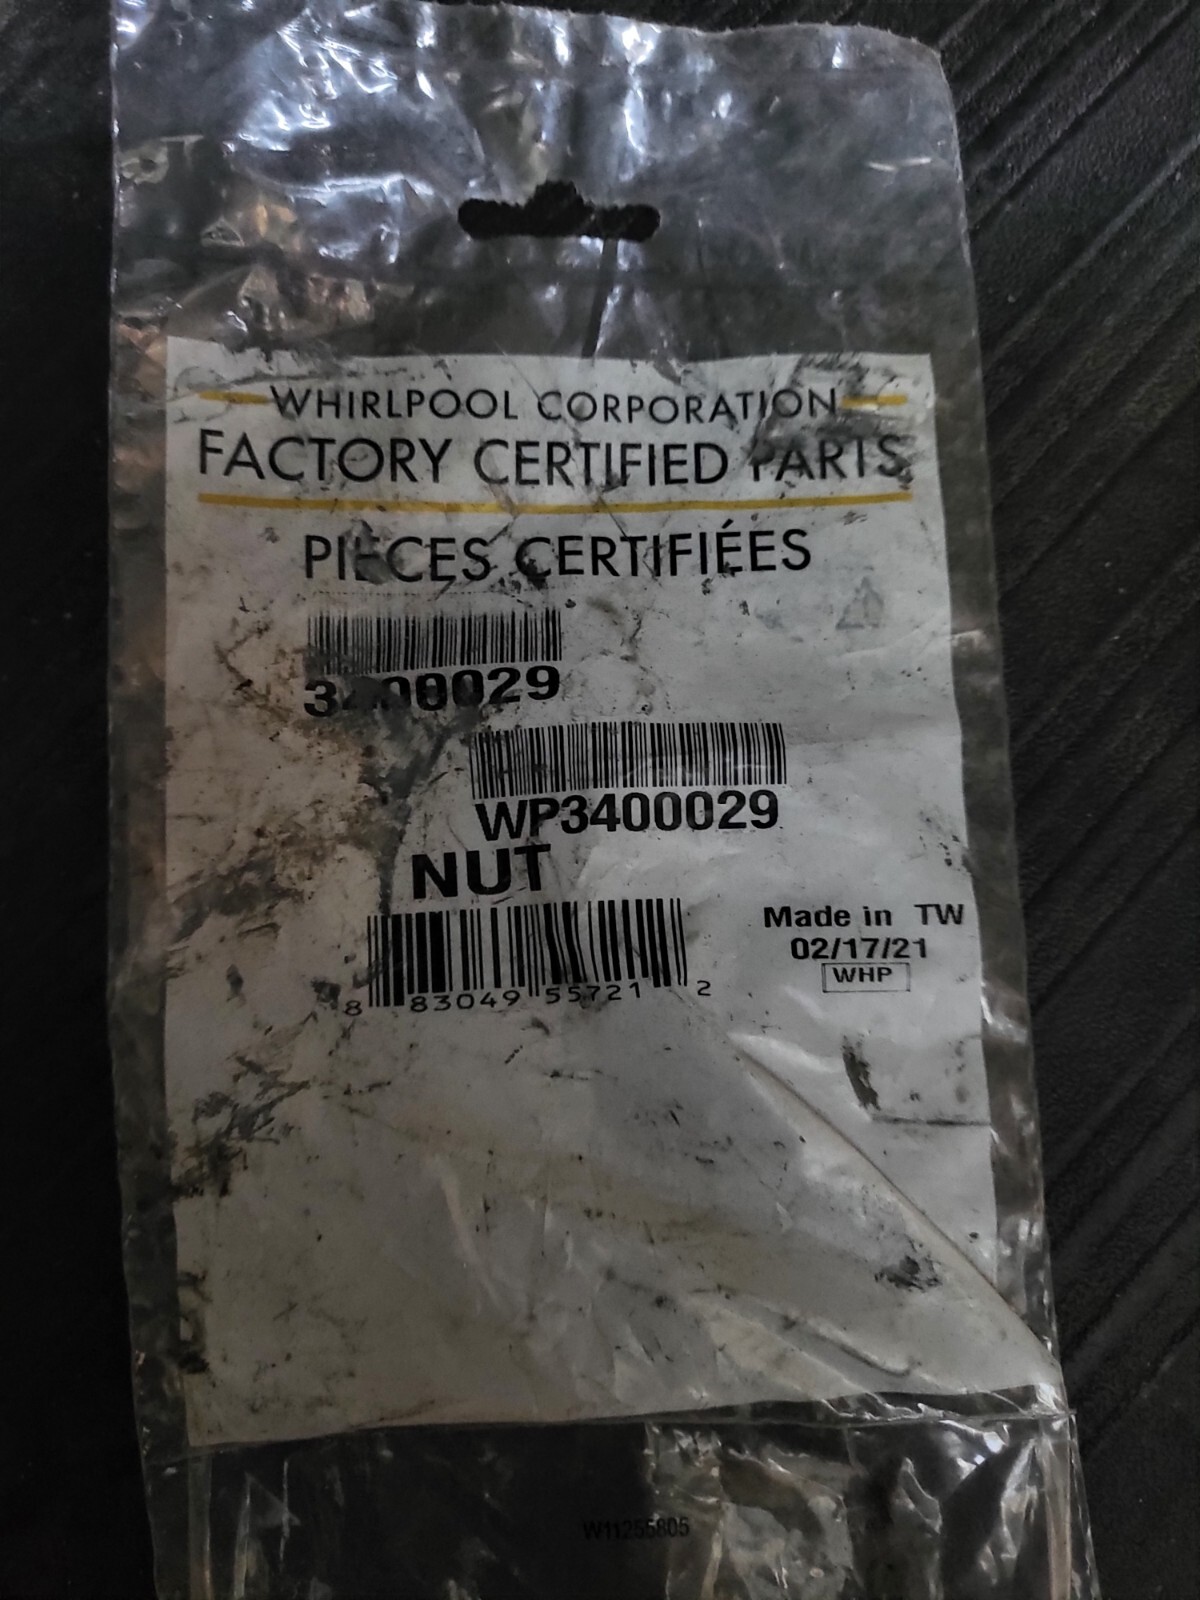 WHIRLPOOL CORPORATION
FACTORY CERTIFIED PARTS
PIECES CERTIFIÉES
3400029
WP3400029
NUT
8 83049 55721 2
Made in TW
02/17/21
WHP
W11255805